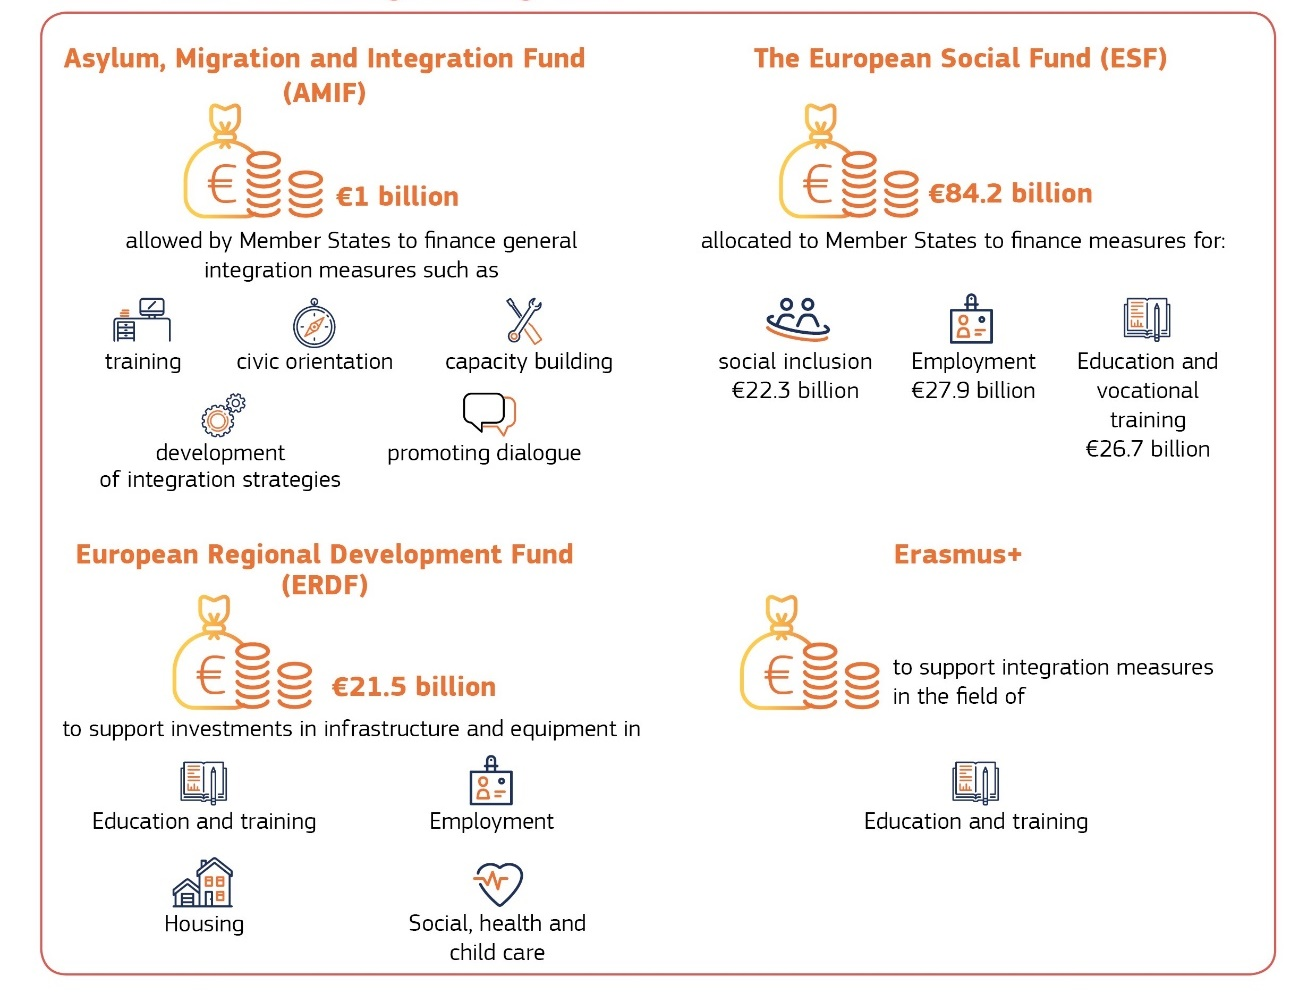 Asylum, Migration and Integration Fund
(AMIF)
€
€1 billion
allowed by Member States to finance general
integration measures such as
training
civic orientation
capacity building
development
of integration strategies
promoting dialogue
The European Social Fund (ESF)
€
€84.2 billion
allocated to Member States to finance measures for:
social inclusion
€22.3 billion
Employment
€27.9 billion
Education and
vocational
training
€26.7 billion
European Regional Development Fund
(ERDF)
€
€21.5 billion
to support investments in infrastructure and equipment in
Education and training
Employment
Housing
Social, health and
child care
Erasmus+
€
to support integration measures
in the field of
Education and training